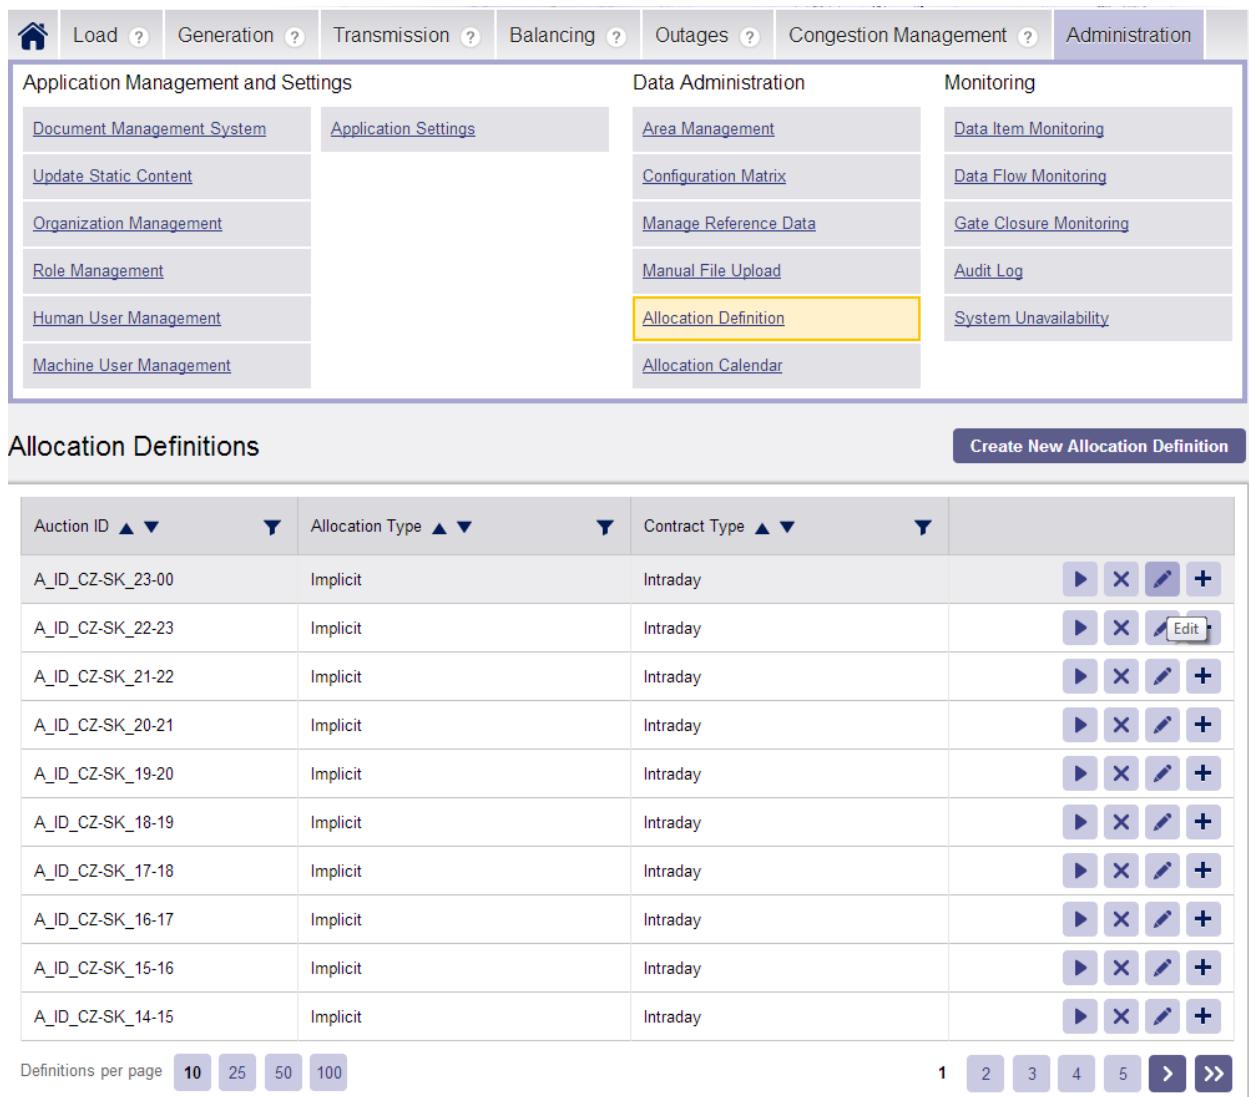 Load ? Generation ? Transmission ? Balancing ? Outages ? Congestion Management ? Administration
Application Management and Settings Data Administration Monitoring
Document Management System Application Settings Area Management Data Item Monitoring
Update Static Content Configuration Matrix Data Flow Monitoring
Organization Management Manage Reference Data Gate Closure Monitoring
Role Management Manual File Upload Audit Log
Human User Management Allocation Definition System Unavailability
Machine User Management Allocation Calendar
Allocation Definitions Create New Allocation Definition
Auction ID Allocation Type Contract Type
A_ID_CZ-SK_23-00 Implicit Intraday
A_ID_CZ-SK_22-23 Implicit Intraday Edit
A_ID_CZ-SK_21-22 Implicit Intraday
A_ID_CZ-SK_20-21 Implicit Intraday
A_ID_CZ-SK_19-20 Implicit Intraday
A_ID_CZ-SK_18-19 Implicit Intraday
A_ID_CZ-SK_17-18 Implicit Intraday
A_ID_CZ-SK_16-17 Implicit Intraday
A_ID_CZ-SK_15-16 Implicit Intraday
A_ID_CZ-SK_14-15 Implicit Intraday
Definitions per page 10 25 50 100 1 2 3 4 5